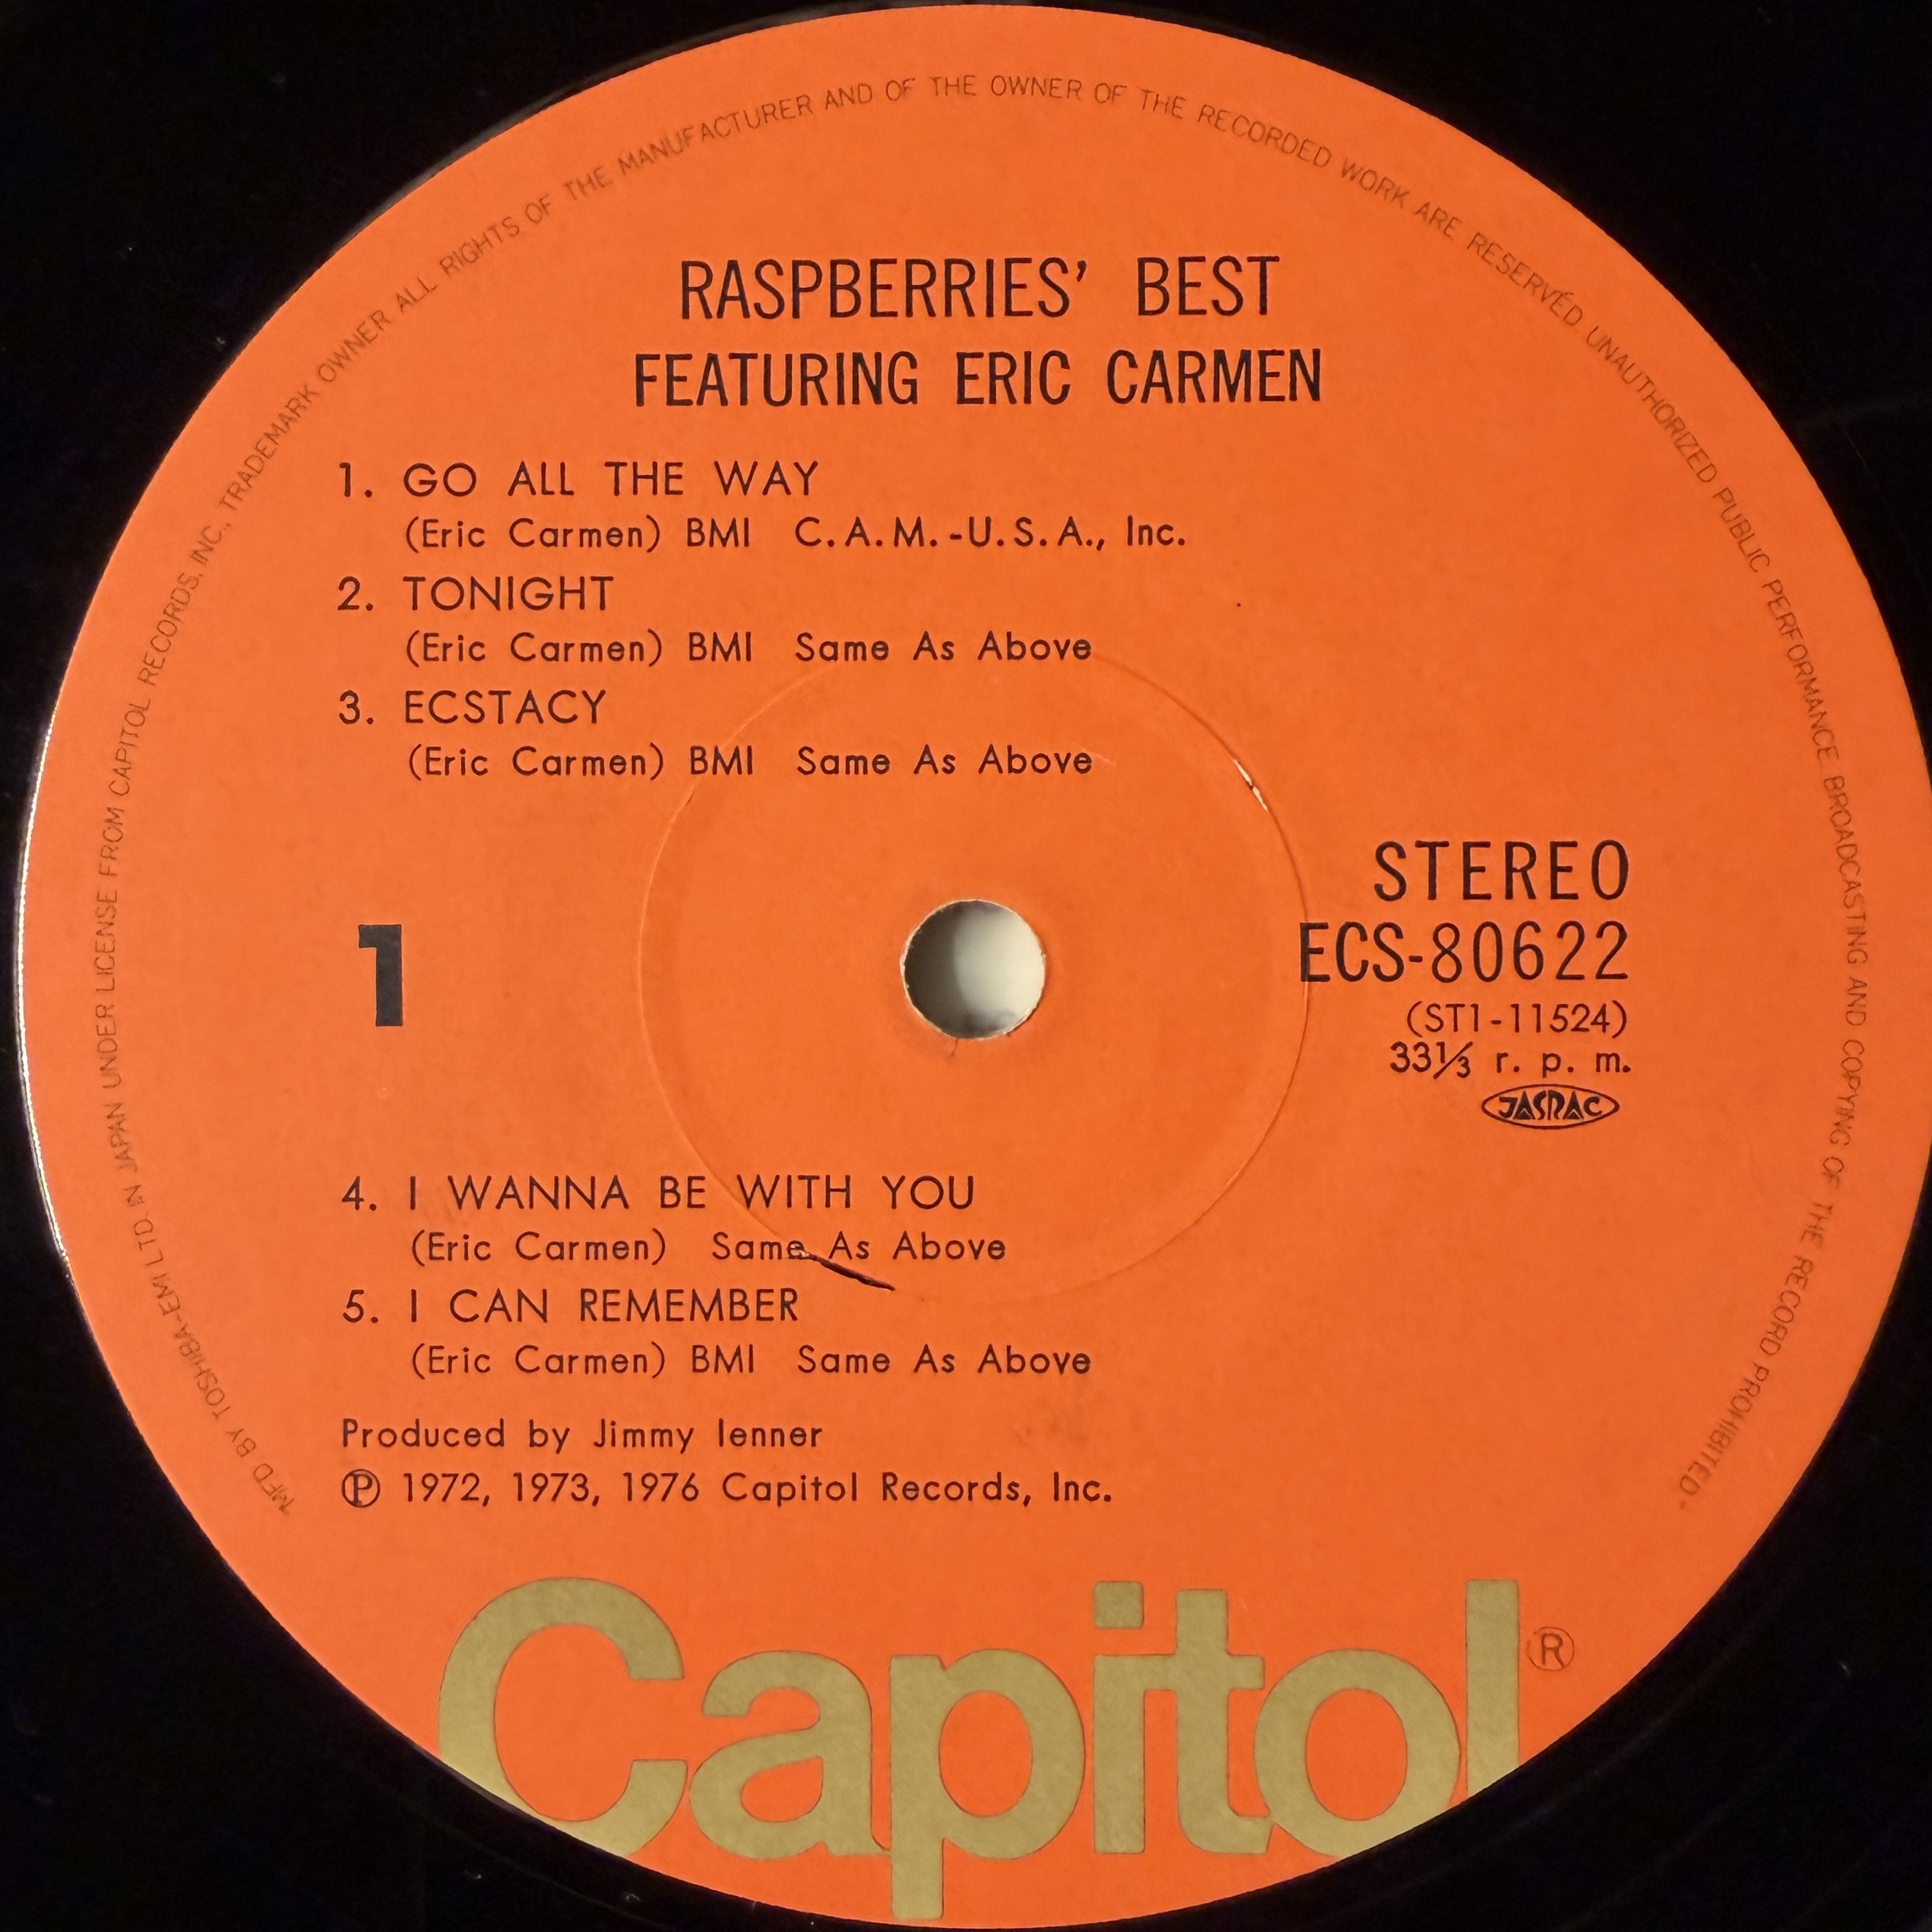 MFD BY TOSHIBA-EMI LTD. IN JAPAN UNDER LICENSE FROM CAPITOL RECORDS, INC., TRADEMARK OWNER ALL RIGHTS OF THE MANUFACTURER AND OF THE OWNER OF THE RECORDED WORK ARE RESERVED. UNAUTHORIZED PUBLIC PERFORMANCE BROADCASTING AND COPYING OF THE RECORD PROHIBITED.
RASPBERRIES' BEST
FEATURING ERIC CARMEN
1. GO ALL THE WAY
(Eric Carmen) BMI C.A.M.-U.S.A., Inc.
2. TONIGHT
(Eric Carmen) BMI Same As Above
3. ECSTACY
(Eric Carmen) BMI Same As Above
1
STEREO
ECS-80622
(ST1-11524)
33⅓ r. p. m.
JASRAC
4. I WANNA BE WITH YOU
(Eric Carmen) Same As Above
5. I CAN REMEMBER
(Eric Carmen) BMI Same As Above
Produced by Jimmy Ienner
℗ 1972, 1973, 1976 Capitol Records, Inc.
Capitol®